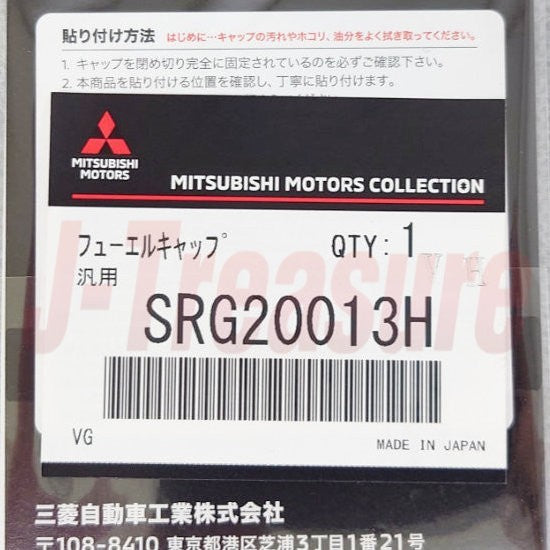 貼り付け方法 はじめに…キャップの汚れやホコリ、油分をよく拭き取ってください。
1. キャップを閉め切り完全に固定されているのを必ずご確認下さい。
2. 本商品を貼り付ける位置を確認し、丁寧に貼り付けます。
MITSUBISHI
MOTORS
MITSUBISHI MOTORS COLLECTION
フューエルキャップ QTY: 1
汎用
VK
SRG20013H
J-Treasure
VG
MADE IN JAPAN
三菱自動車工業株式会社
〒108-8410 東京都港区芝浦3丁目1番21号